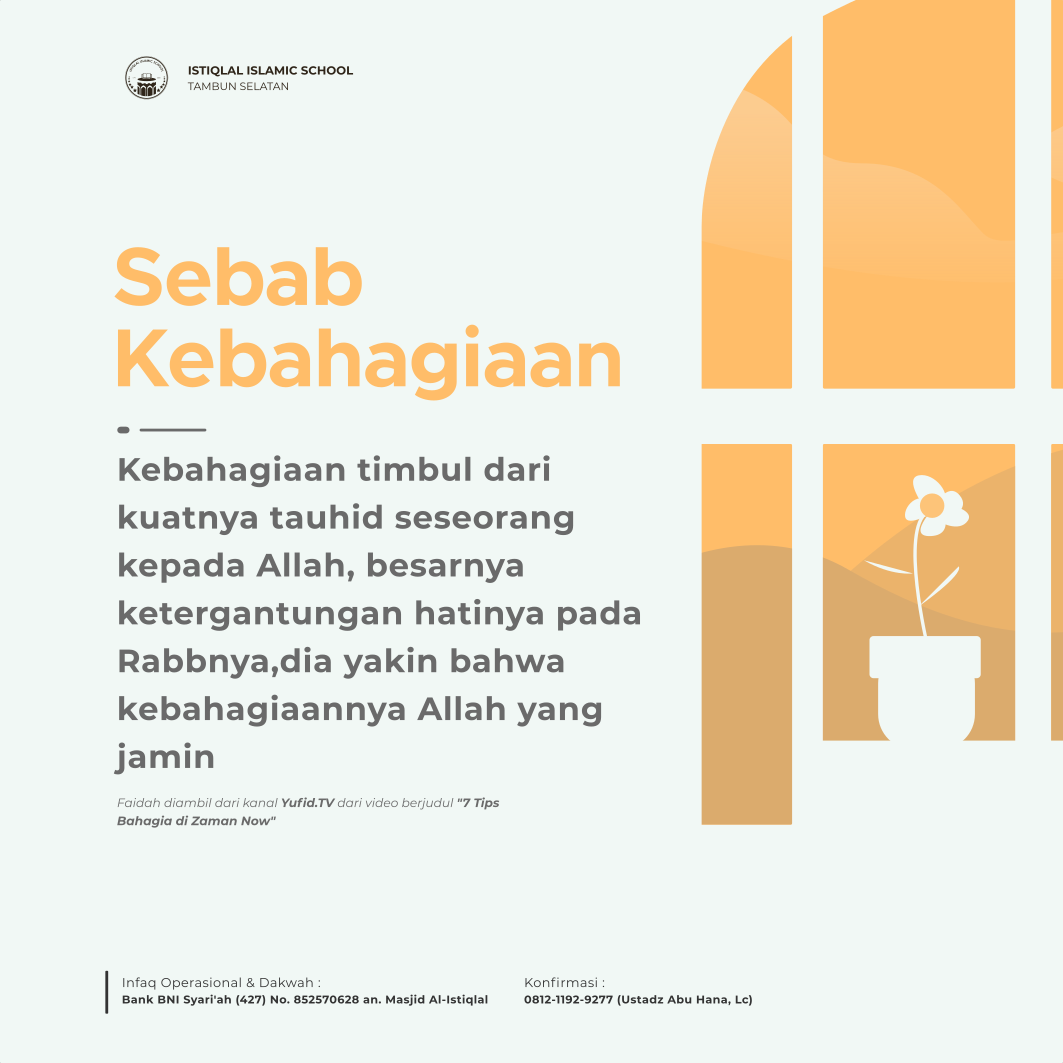 ISTIQLAL ISLAMIC SCHOOL
TAMBUN SELATAN
Sebab
Kebahagiaan
Kebahagiaan timbul dari
kuatnya tauhid seseorang
kepada Allah, besarnya
ketergantungan hatinya pada
Rabbnya,dia yakin bahwa
kebahagiaannya Allah yang
jamin
Faidah diambil dari kanal Yufid.TV dari video berjudul "7 Tips
Bahagia di Zaman Now"
Infaq Operasional & Dakwah :
Bank BNI Syari'ah (427) No. 852570628 an. Masjid Al-Istiqlal
Konfirmasi :
0812-1192-9277 (Ustadz Abu Hana, Lc)